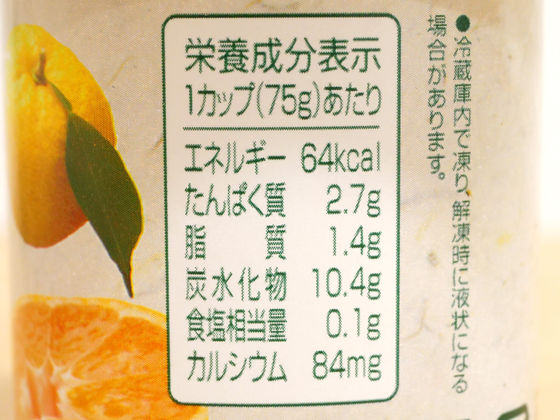 ●冷蔵庫内で凍り、解凍時に液状になる
場合があります。
栄養成分表示
1カップ(75g)あたり
エネルギー 64kcal
たんぱく質 2.7g
脂質 1.4g
炭水化物 10.4g
食塩相当量 0.1g
カルシウム 84mg